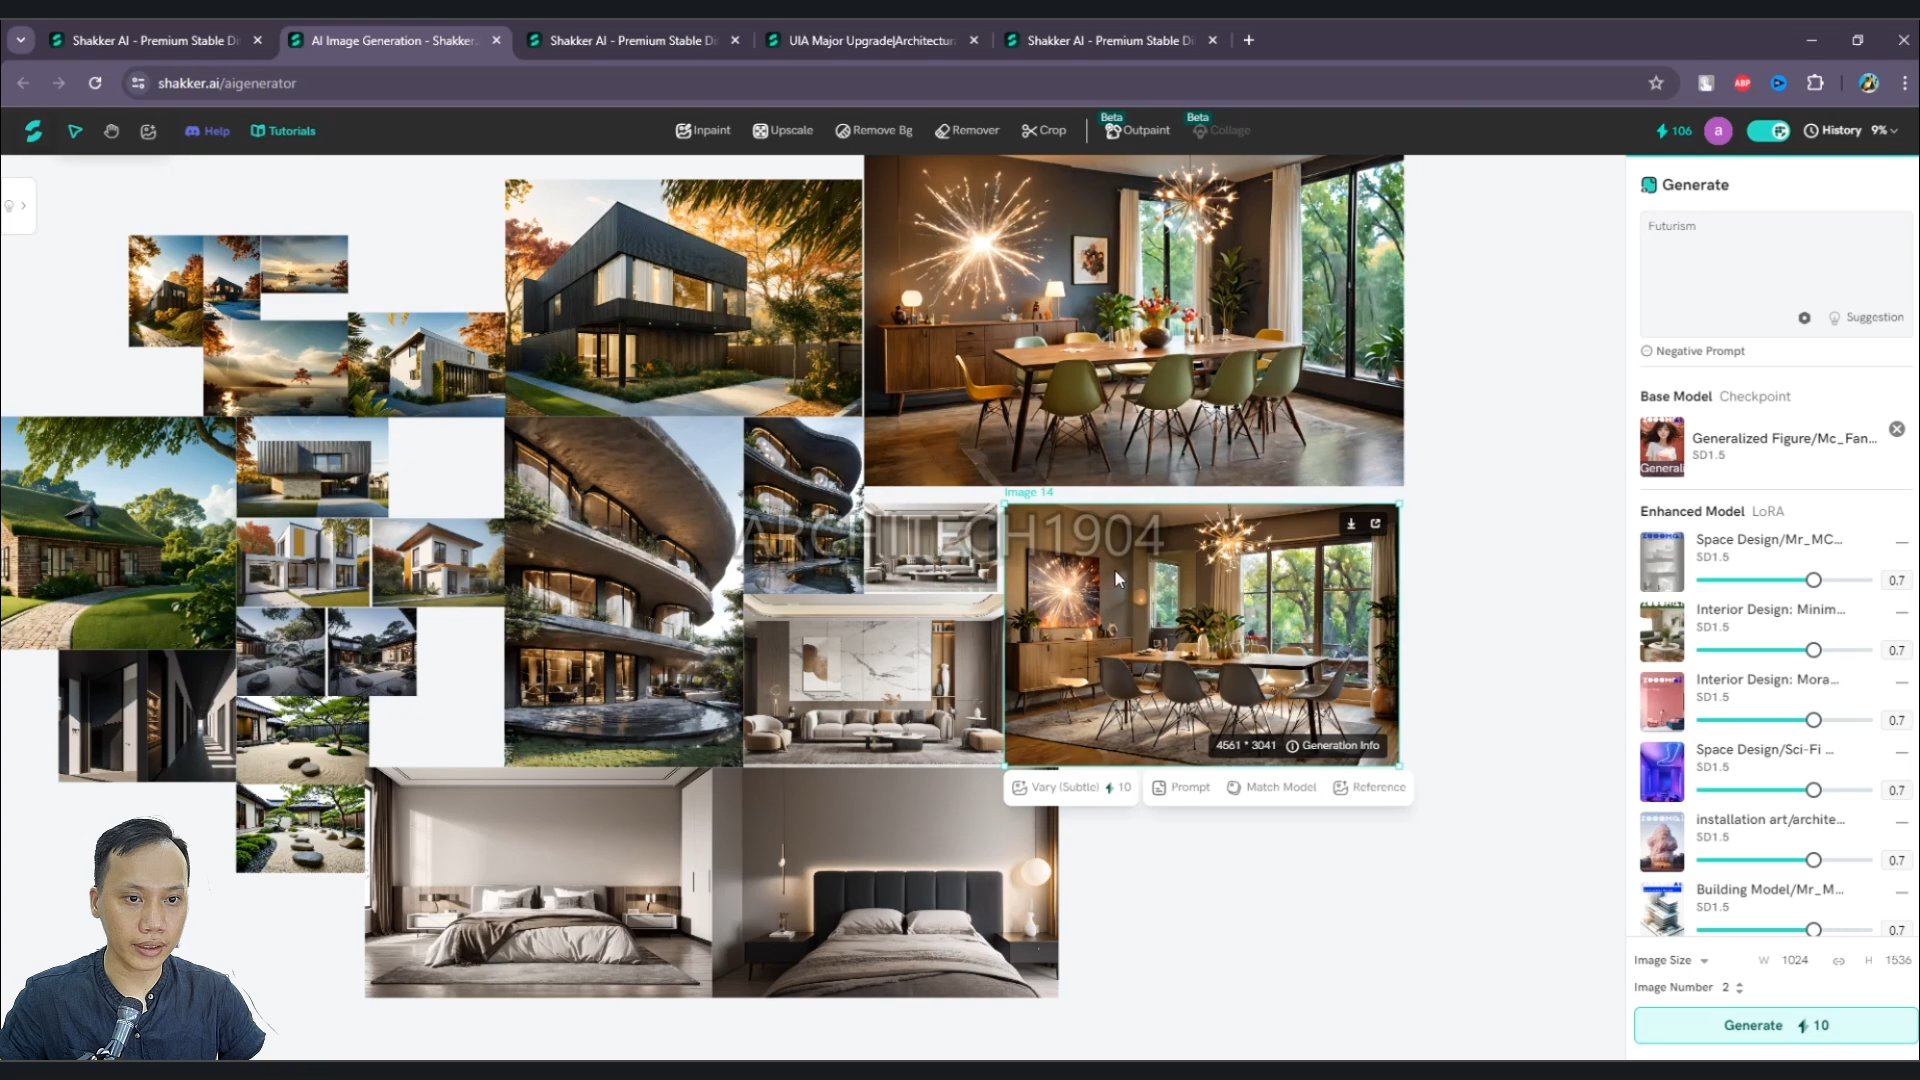 Shakker AI - Premium Stable Di
AI Image Generation - Shakker.
Shakker AI - Premium Stable Di
UIA Major Upgrade|Architectur
Shakker AI - Premium Stable Di
shakker.ai/aigenerator
ABP
Help
Tutorials
Inpaint
Upscale
Remove Bg
Remover
Crop
Beta
Outpaint
Beta
Collage
106
a
History
9%
Generate
Futurism
Suggestion
Negative Prompt
Base Model Checkpoint
Generalized Figure/Mc_Fan...
SD1.5
Generali
Enhanced Model LoRA
Space Design/Mr_MC...
SD1.5
0.7
Interior Design: Minim...
SD1.5
0.7
Interior Design: Mora...
SD1.5
0.7
Space Design/Sci-Fi ...
SD1.5
0.7
installation art/archite...
SD1.5
0.7
Building Model/Mr_M...
SD1.5
0.7
Image Size
W 1024
H 1536
Image Number 2
Generate 10
Image 14
ARCHITECH1904
4561 * 3041
Generation Info
Vary (Subtle) 10
Prompt
Match Model
Reference